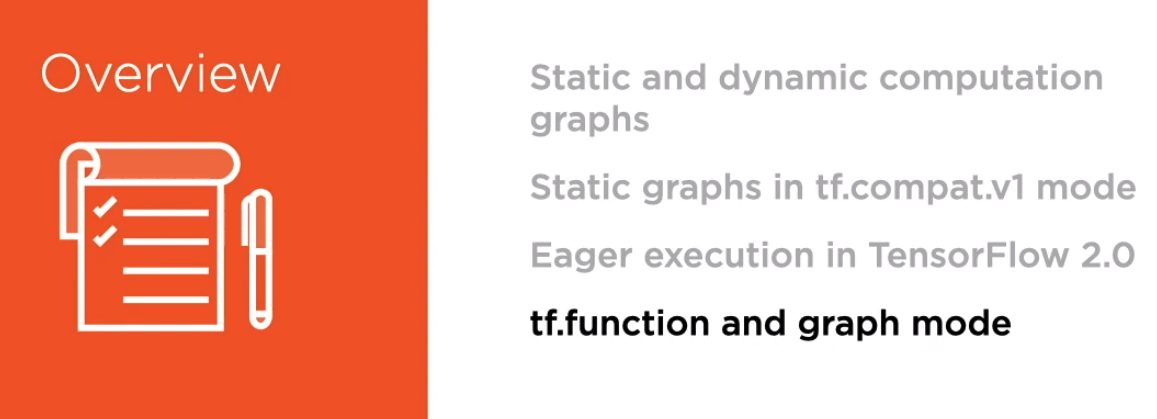 Overview
Static and dynamic computation
graphs
Static graphs in tf.compat.v1 mode
Eager execution in TensorFlow 2.0
tf.function and graph mode